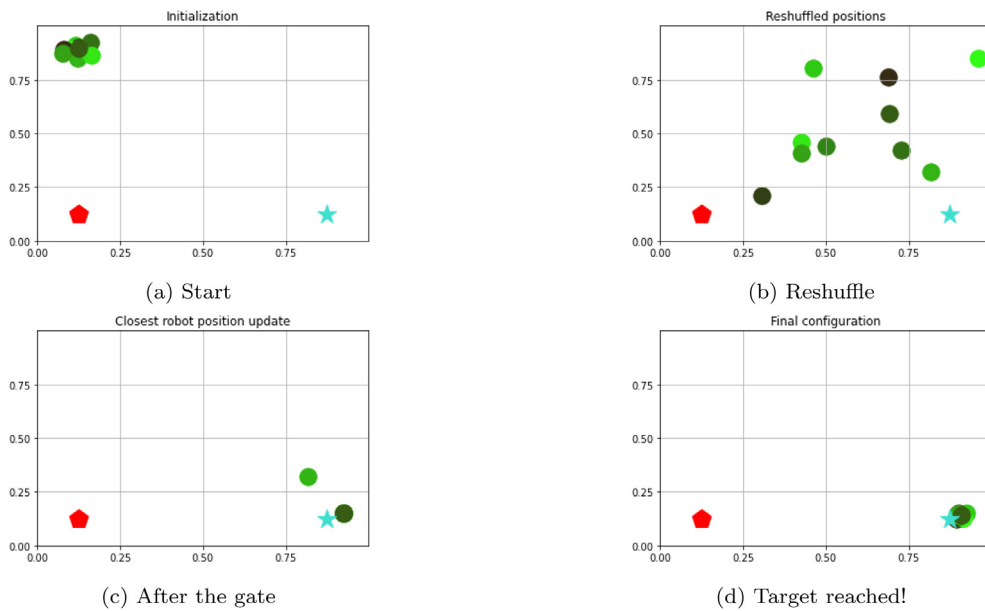 Initialization
0.75
0.50
0.25
0.00
0.00 0.25 0.50 0.75
(a) Start
Reshuffled positions
0.75
0.50
0.25
0.00
0.00 0.25 0.50 0.75
(b) Reshuffle
Closest robot position update
0.75
0.50
0.25
0.00
0.00 0.25 0.50 0.75
(c) After the gate
Final configuration
0.75
0.50
0.25
0.00
0.00 0.25 0.50 0.75
(d) Target reached!